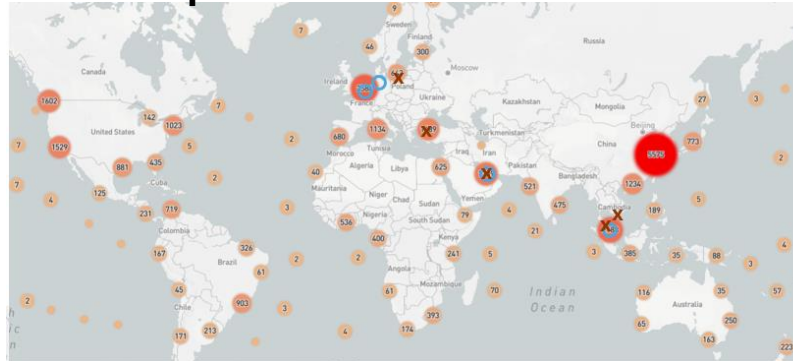 9
Sweden
7
46
Finland
300
Russia
Moscow
Canada
Ireland
Poland
1602
Ukraine
Kazakhstan
Mongolia
27
3
France
142
7
1023
United States
Beijing
7
1529
5
2
680
1134
Turkmenistan
China
5575
773
2
881
435
Morocco
Tunisia
Iraq
Iran
Algeria
Libya
625
Pakistan
7
125
Cuba
2
40
Bangladesh
1234
4
Mauritania
Niger
Chad
Sudan
Yemen
521
475
Cambodia
189
5
231
719
3
536
Nigeria
South Sudan
79
4
Colombia
400
Kenya
21
167
326
2
2
241
5
3
385
35
88
3
4
Brazil
61
Angola
45
61
Mozambique
70
Indian
Ocean
116
35
57
2
Chile
903
3
Australia
171
213
4
174
393
65
250
163
223